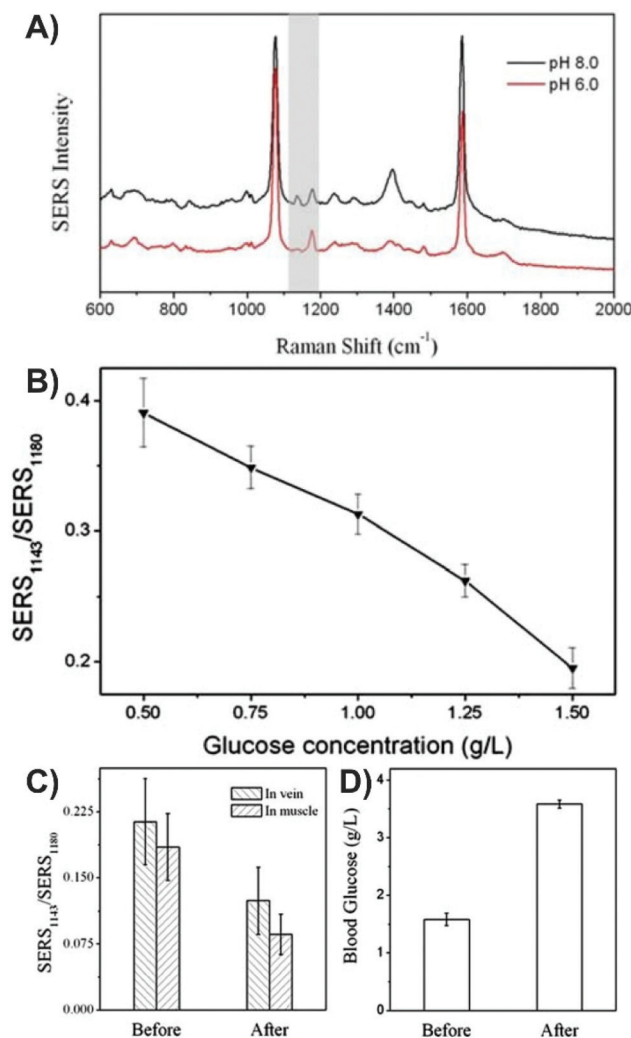 A)
pH 8.0
pH 6.0
SERS Intensity
600 800 1000 1200 1400 1600 1800 2000
Raman Shift (cm⁻¹)
B)
0.4
0.3
0.2
SERS₁₁₄₃/SERS₁₁₈₀
0.50 0.75 1.00 1.25 1.50
Glucose concentration (g/L)
C)
In vein
In muscle
0.225
0.150
0.075
0.000
SERS₁₁₄₃/SERS₁₁₈₀
Before After
D)
4
3
2
1
0
Blood Glucose (g/L)
Before After